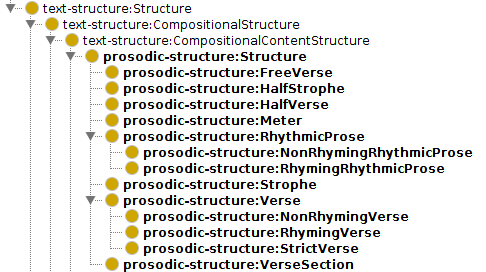 text-structure:Structure
text-structure:CompositionalStructure
text-structure:CompositionalContentStructure
prosodic-structure:Structure
prosodic-structure:FreeVerse
prosodic-structure:HalfStrophe
prosodic-structure:HalfVerse
prosodic-structure:Meter
prosodic-structure:RhythmicProse
prosodic-structure:NonRhymingRhythmicProse
prosodic-structure:RhymingRhythmicProse
prosodic-structure:Strophe
prosodic-structure:Verse
prosodic-structure:NonRhymingVerse
prosodic-structure:RhymingVerse
prosodic-structure:StrictVerse
prosodic-structure:VerseSection